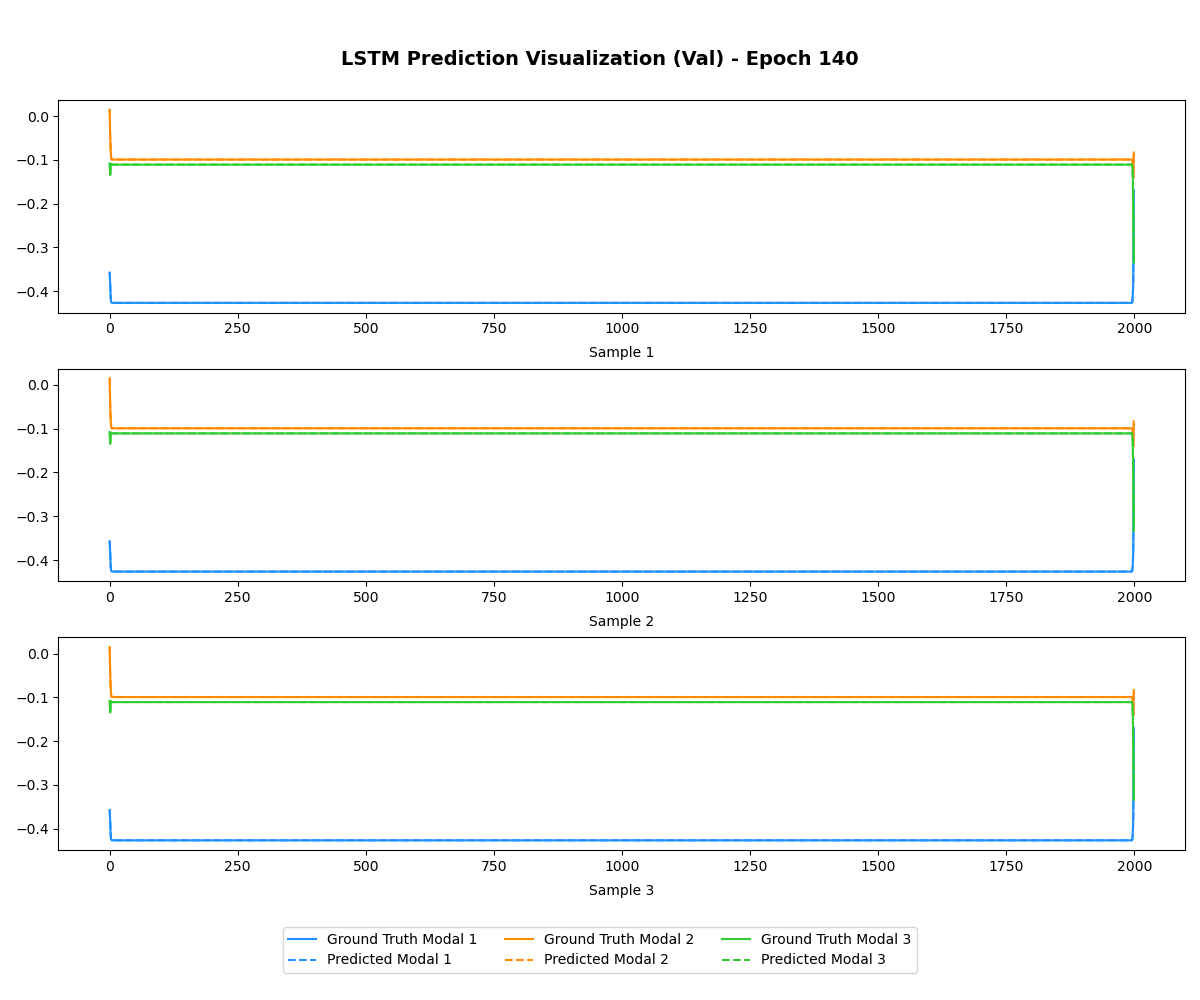 LSTM Prediction Visualization (Val) - Epoch 140
0.0
−0.1
−0.2
−0.3
−0.4
0 250 500 750 1000 1250 1500 1750 2000
Sample 1
0.0
−0.1
−0.2
−0.3
−0.4
0 250 500 750 1000 1250 1500 1750 2000
Sample 2
0.0
−0.1
−0.2
−0.3
−0.4
0 250 500 750 1000 1250 1500 1750 2000
Sample 3
Ground Truth Modal 1 Ground Truth Modal 2 Ground Truth Modal 3
Predicted Modal 1 Predicted Modal 2 Predicted Modal 3